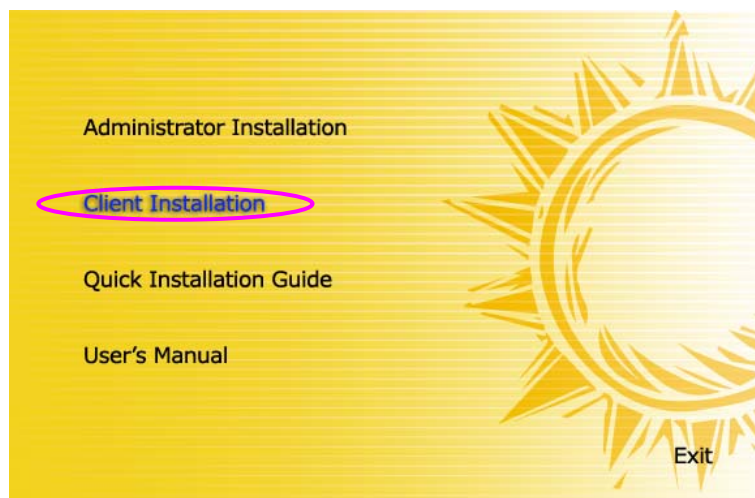 Administrator Installation
Client Installation
Quick Installation Guide
User's Manual
Exit